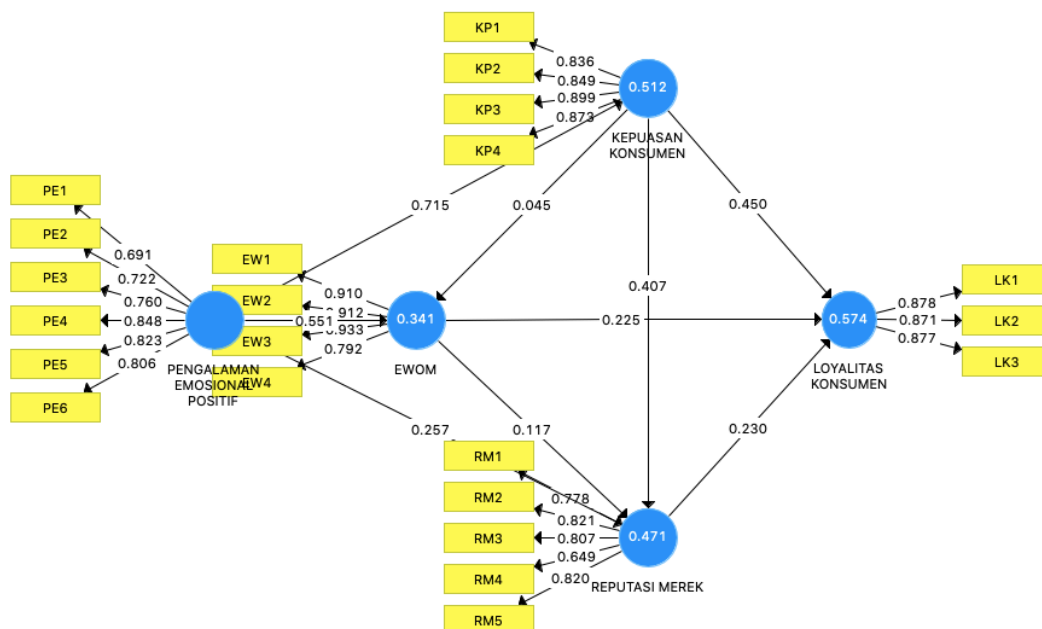 KP1
KP2
KP3
KP4
0.836
0.849
0.899
0.873
0.512
KEPUASAN
KONSUMEN
PE1
PE2
PE3
PE4
PE5
PE6
0.691
0.722
0.760
0.848
0.823
0.806
PENGALAMAN
EMOSIONAL
POSITIF
0.715
0.045
0.450
EW1
EW2
EW3
EW4
0.910
0.912
0.933
0.792
0.551
0.341
EWOM
0.407
0.225
0.574
LOYALITAS
KONSUMEN
0.878
0.871
0.877
LK1
LK2
LK3
0.257
0.117
0.230
RM1
RM2
RM3
RM4
RM5
0.778
0.821
0.807
0.649
0.820
0.471
REPUTASI MEREK